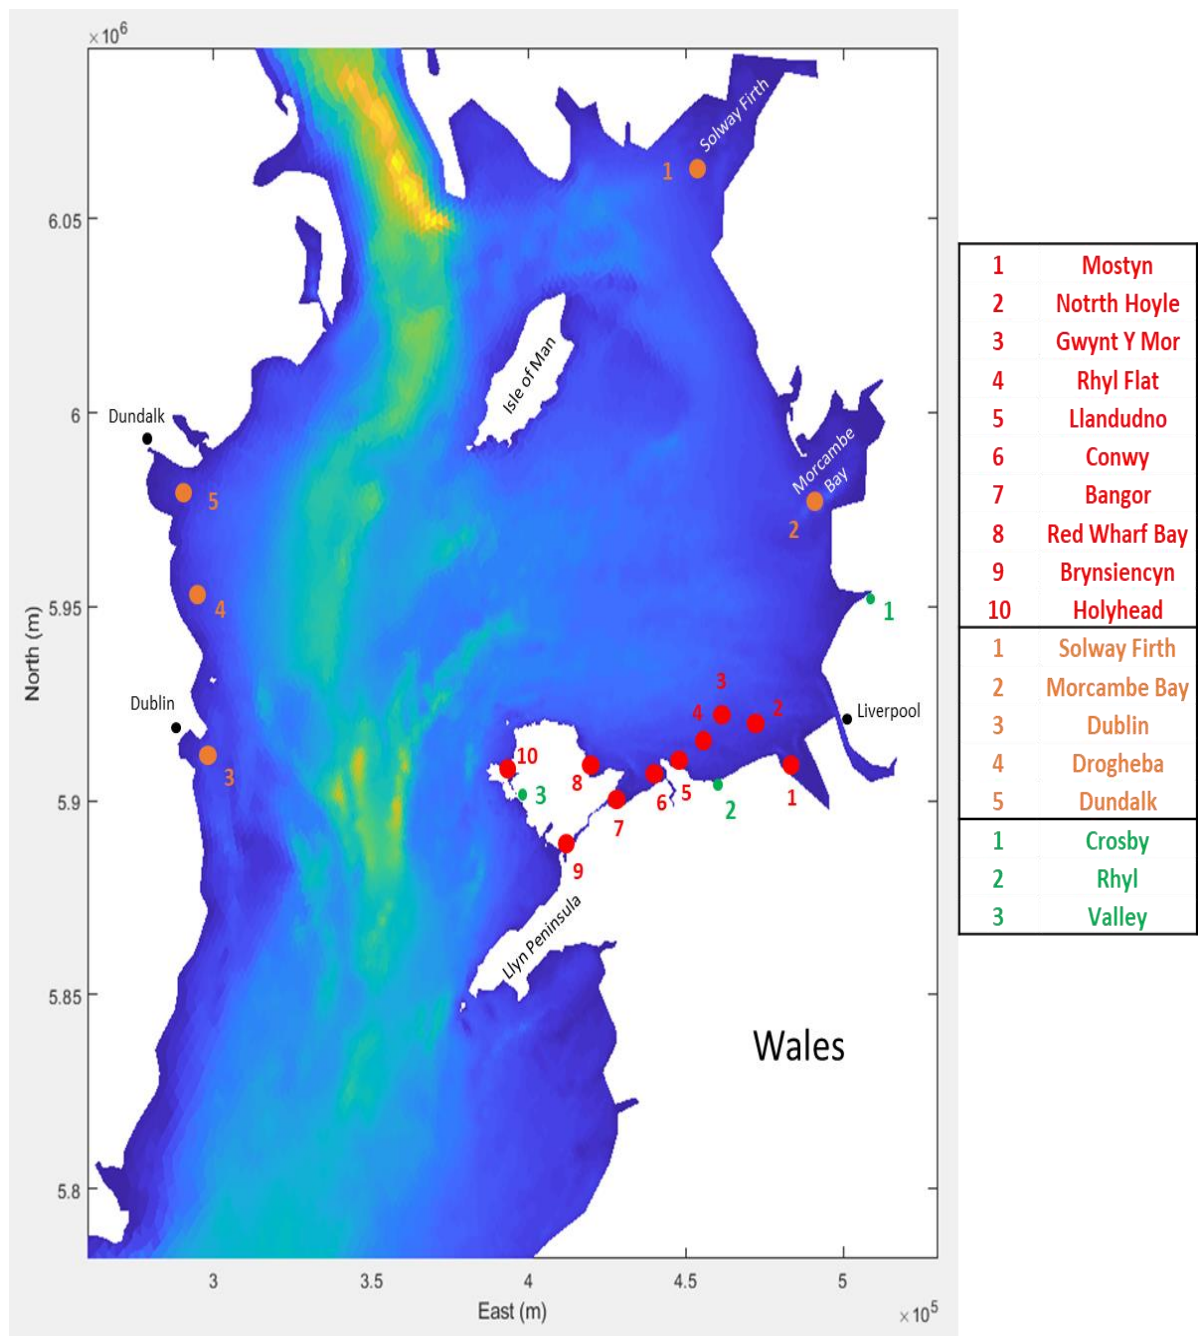 ×10⁶
Solway Firth
1
6.05
Isle of Man
6
Dundalk
5
Morcambe
Bay
2
4
5.95
1
North (m)
Dublin
3
3
4
2
Liverpool
10
8
3
5
6
1
2
5.9
7
9
Llyn Peninsula
5.85
Wales
5.8
3
3.5
4
4.5
5
East (m)
×10⁵
1 Mostyn
2 Notrth Hoyle
3 Gwynt Y Mor
4 Rhyl Flat
5 Llandudno
6 Conwy
7 Bangor
8 Red Wharf Bay
9 Brynsiencyn
10 Holyhead
1 Solway Firth
2 Morcambe Bay
3 Dublin
4 Drogheba
5 Dundalk
1 Crosby
2 Rhyl
3 Valley